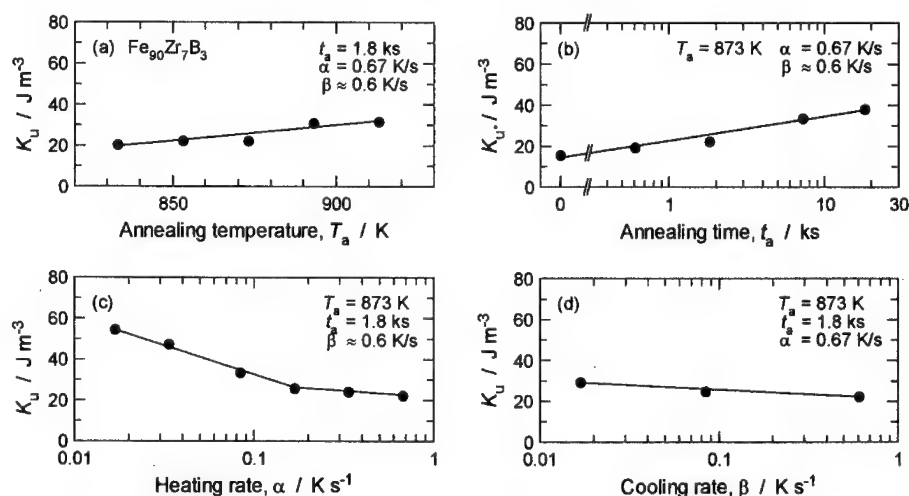 (a) Fe₉₀Zr₇B₃
tₐ = 1.8 ks
α = 0.67 K/s
β ≈ 0.6 K/s
Kᵤ / J m⁻³
80
60
40
20
0
850
900
Annealing temperature, Tₐ / K
(b)
Tₐ = 873 K α = 0.67 K/s
β ≈ 0.6 K/s
Kᵤ / J m⁻³
80
60
40
20
0
0 1 10 30
Annealing time, tₐ / ks
(c)
Tₐ = 873 K
tₐ = 1.8 ks
β ≈ 0.6 K/s
Kᵤ / J m⁻³
80
60
40
20
0
0.01 0.1 1
Heating rate, α / K s⁻¹
(d)
Tₐ = 873 K
tₐ = 1.8 ks
α = 0.67 K/s
Kᵤ / J m⁻³
80
60
40
20
0
0.01 0.1 1
Cooling rate, β / K s⁻¹